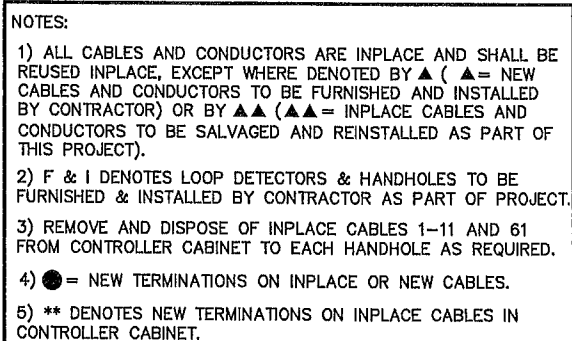 NOTES:
1) ALL CABLES AND CONDUCTORS ARE INPLACE AND SHALL BE
REUSED INPLACE, EXCEPT WHERE DENOTED BY ▲ ( ▲= NEW
CABLES AND CONDUCTORS TO BE FURNISHED AND INSTALLED
BY CONTRACTOR) OR BY ▲▲ (▲▲= INPLACE CABLES AND
CONDUCTORS TO BE SALVAGED AND REINSTALLED AS PART OF
THIS PROJECT).
2) F & I DENOTES LOOP DETECTORS & HANDHOLES TO BE
FURNISHED & INSTALLED BY CONTRACTOR AS PART OF PROJECT.
3) REMOVE AND DISPOSE OF INPLACE CABLES 1-11 AND 61
FROM CONTROLLER CABINET TO EACH HANDHOLE AS REQUIRED.
4) ●= NEW TERMINATIONS ON INPLACE OR NEW CABLES.
5) ** DENOTES NEW TERMINATIONS ON INPLACE CABLES IN
CONTROLLER CABINET.